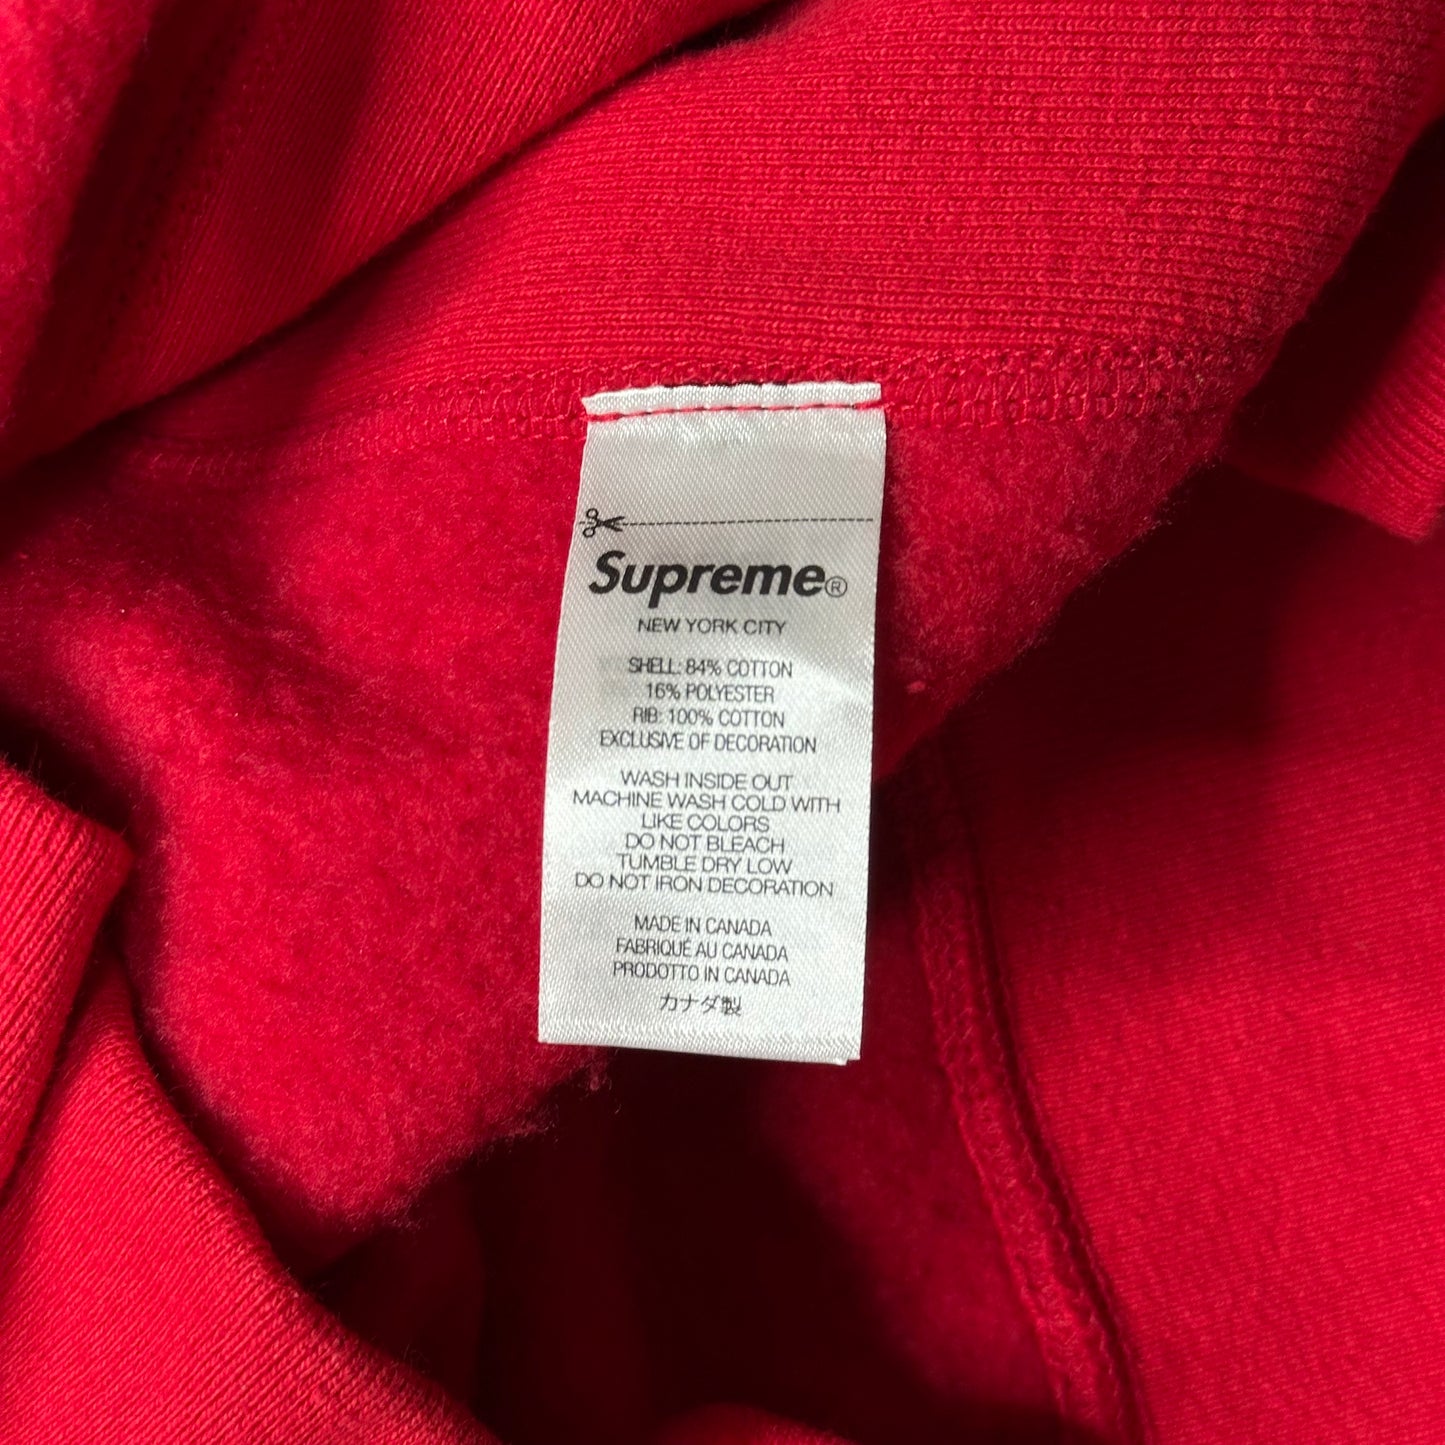 Supreme®
NEW YORK CITY
SHELL: 84% COTTON
16% POLYESTER
RIB: 100% COTTON
EXCLUSIVE OF DECORATION
WASH INSIDE OUT
MACHINE WASH COLD WITH
LIKE COLORS
DO NOT BLEACH
TUMBLE DRY LOW
DO NOT IRON DECORATION
MADE IN CANADA
FABRIQUÉ AU CANADA
PRODOTTO IN CANADA
カナダ製